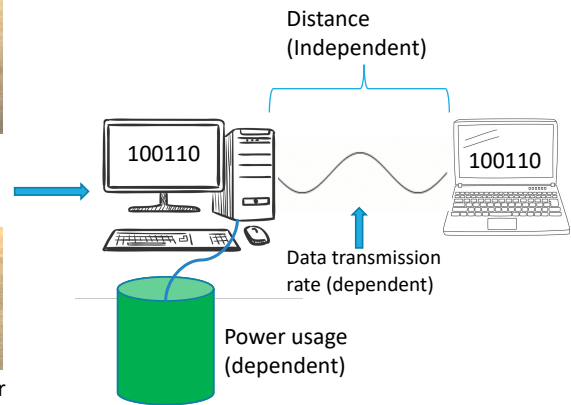 Distance
(Independent)
100110
100110
Data transmission
rate (dependent)
Power usage
(dependent)
r